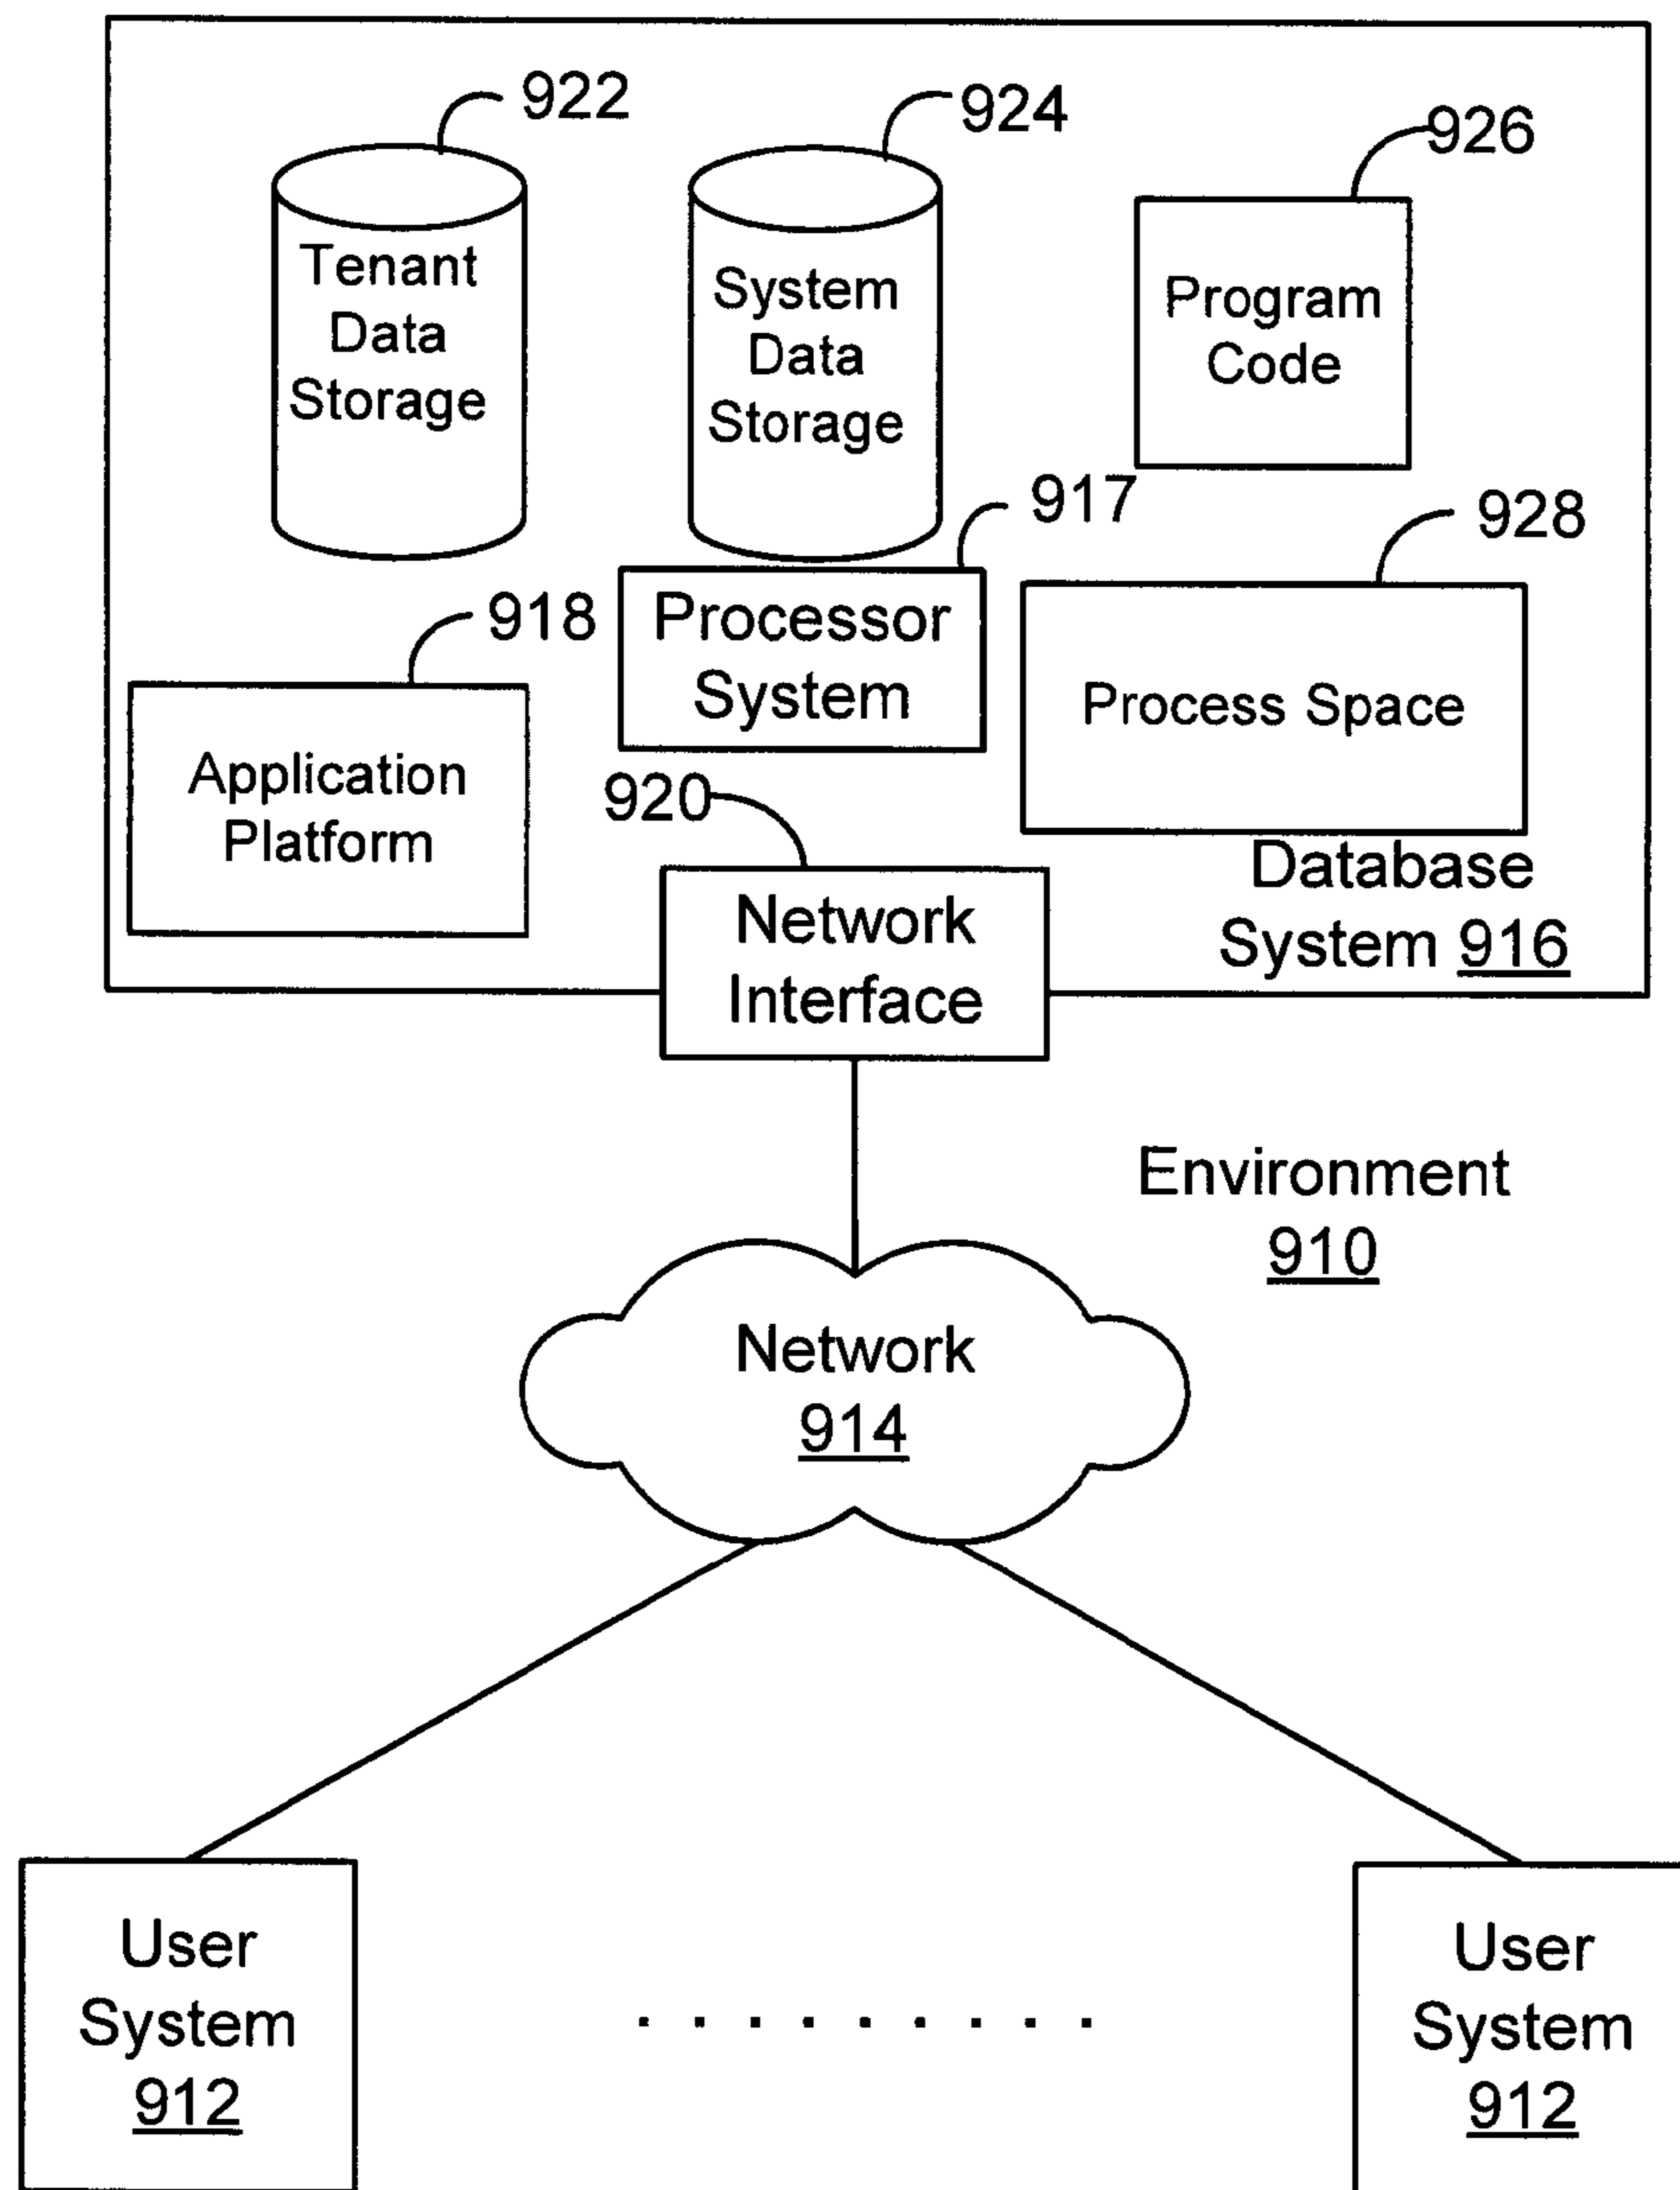 922
924
926
Tenant
Data
Storage
System
Data
Storage
Program
Code
917
928
918
Processor
System
Process Space
Application
Platform
920
Database
System 916
Network
Interface
Environment
910
Network
914
User
System
912
. . . . . . . . .
User
System
912